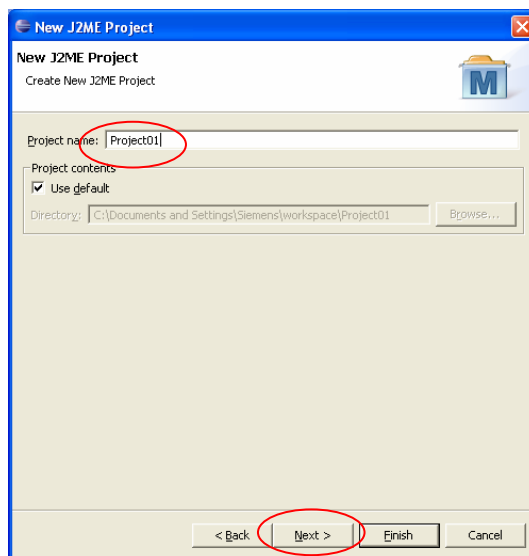 New J2ME Project
New J2ME Project
Create New J2ME Project
M
Project name: Project01
Project contents
Use default
Directory: C:\Documents and Settings\Siemens\workspace\Project01 Browse...
< Back Next > Finish Cancel